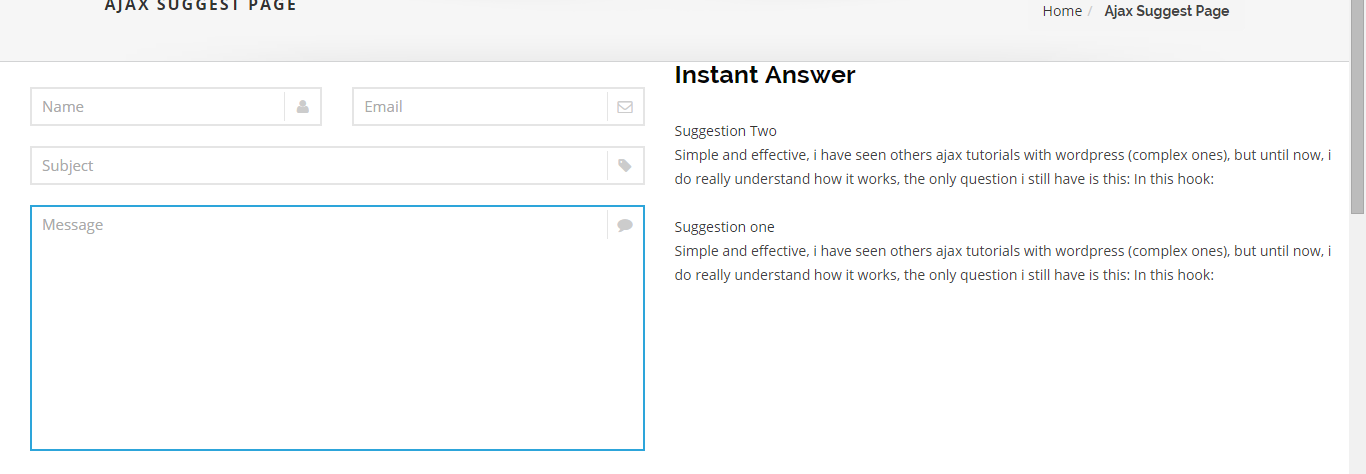 AJAX SUGGEST PAGE
Home / Ajax Suggest Page
Name
Email
Subject
Message
Instant Answer
Suggestion Two
Simple and effective, i have seen others ajax tutorials with wordpress (complex ones), but until now, i
do really understand how it works, the only question i still have is this: In this hook:
Suggestion one
Simple and effective, i have seen others ajax tutorials with wordpress (complex ones), but until now, i
do really understand how it works, the only question i still have is this: In this hook: